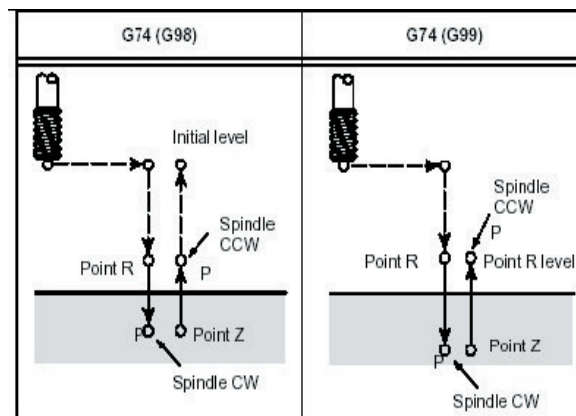 G74 (G98)
G74 (G99)
Initial level
Spindle
CCW
P
Point R
P
Point Z
Spindle CW
Spindle
CCW
P
Point R
Point R level
P
Point Z
Spindle CW